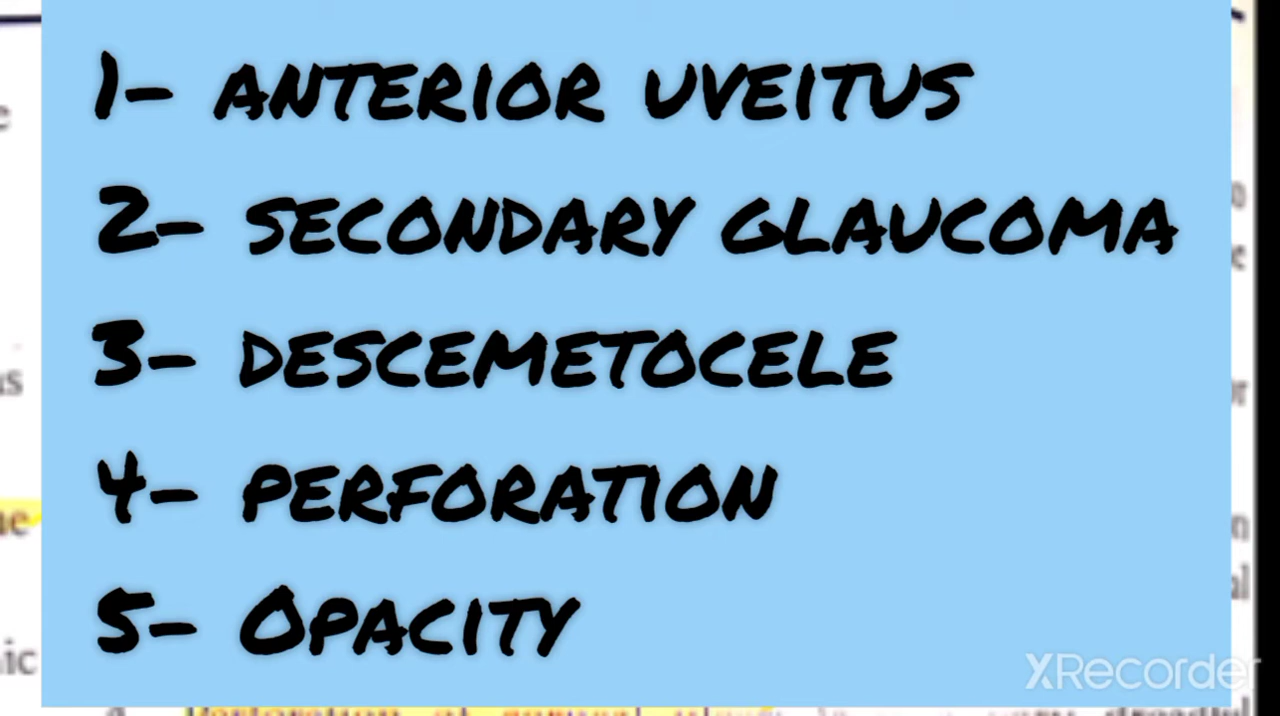 1- ANTERIOR UVEITUS
2- SECONDARY GLAUCOMA
3- DESCEMETOCELE
4- PERFORATION
5- OPACITY
XRecorder